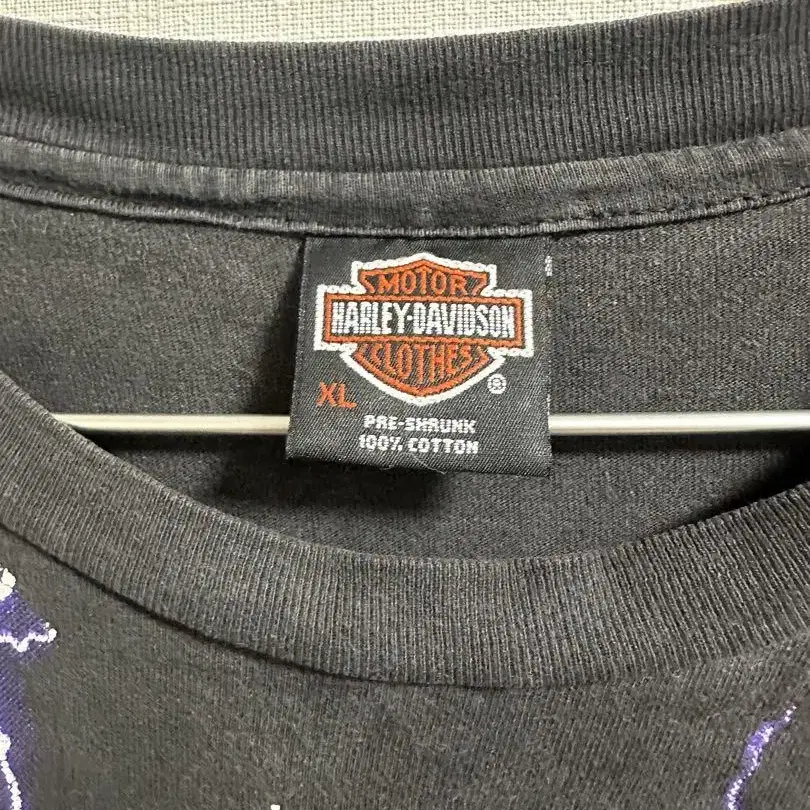 MOTOR
HARLEY-DAVIDSON
CLOTHES
®
XL
PRE-SHRUNK
100% COTTON